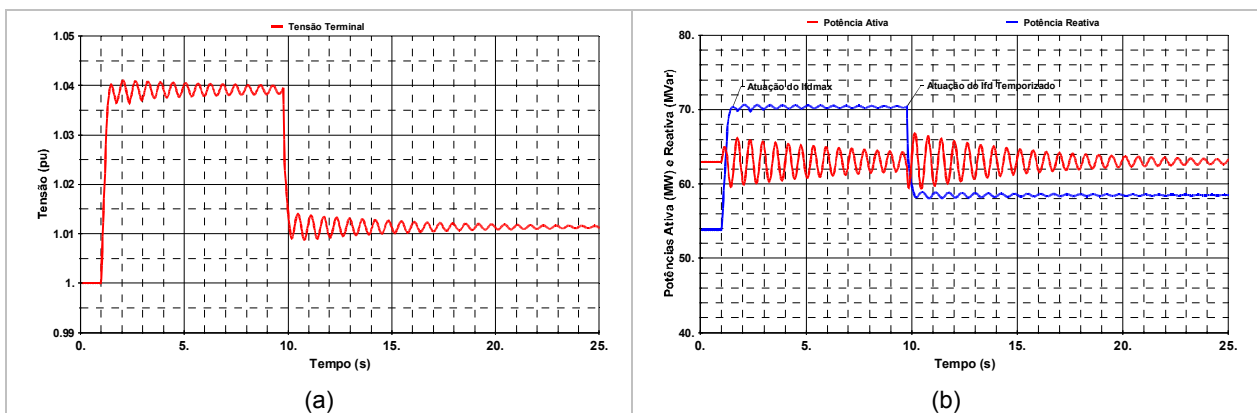 Tensão Terminal
1.05
1.04
1.03
1.02
1.01
1.
0.99
Tensão (pu)
0.
5.
10.
15.
20.
25.
Tempo (s)
(a)
Potência Ativa
Potência Reativa
80.
70.
60.
50.
40.
Potências Ativa (MW) e Reativa (MVar)
Atuação do Ifdmax
Atuação do Ifd Temporizado
0.
5.
10.
15.
20.
25.
Tempo (s)
(b)